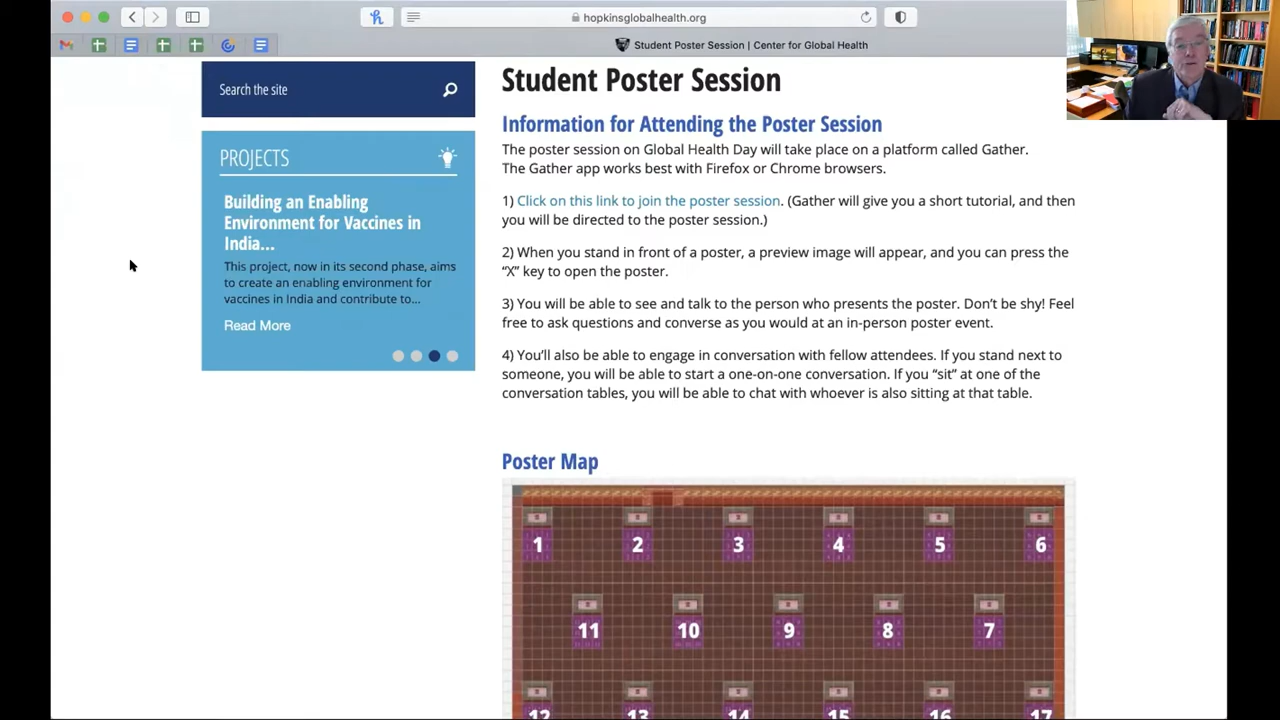 hopkinsglobalhealth.org
Student Poster Session | Center for Global Health
Search the site
PROJECTS
Building an Enabling
Environment for Vaccines in
India...
This project, now in its second phase, aims
to create an enabling environment for
vaccines in India and contribute to...
Read More
Student Poster Session
Information for Attending the Poster Session
The poster session on Global Health Day will take place on a platform called Gather.
The Gather app works best with Firefox or Chrome browsers.
1) Click on this link to join the poster session. (Gather will give you a short tutorial, and then
you will be directed to the poster session.)
2) When you stand in front of a poster, a preview image will appear, and you can press the
“X” key to open the poster.
3) You will be able to see and talk to the person who presents the poster. Don’t be shy! Feel
free to ask questions and converse as you would at an in-person poster event.
4) You’ll also be able to engage in conversation with fellow attendees. If you stand next to
someone, you will be able to start a one-on-one conversation. If you “sit” at one of the
conversation tables, you will be able to chat with whoever is also sitting at that table.
Poster Map
1 2 3 4 5 6
11 10 9 8 7
12 13 14 15 16 17